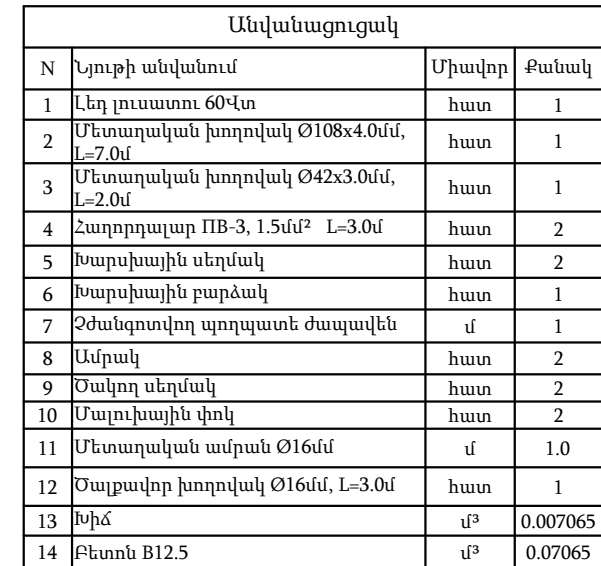 Անվանացուցակ
N Նյութի անվանում Միավոր Քանակ
1 Լեդ լուսատու 60Վտ հատ 1
2 Մետաղական խողովակ Ø108x4.0մմ, L=7.0մ հատ 1
3 Մետաղական խողովակ Ø42x3.0մմ, L=2.0մ հատ 1
4 Հաղորդալար ПВ-3, 1.5մմ² L=3.0մ հատ 2
5 Խարսխային սեղմակ հատ 2
6 Խարսխային բարձակ հատ 1
7 Չժանգոտվող պողպատե ժապավեն մ 1
8 Ամրակ հատ 2
9 Ծակող սեղմակ հատ 2
10 Մալուխային փոկ հատ 2
11 Մետաղական ամրան Ø16մմ մ 1.0
12 Ծալքավոր խողովակ Ø16մմ, L=3.0մ հատ 1
13 Խիճ մ³ 0.007065
14 Բետոն B12.5 մ³ 0.07065